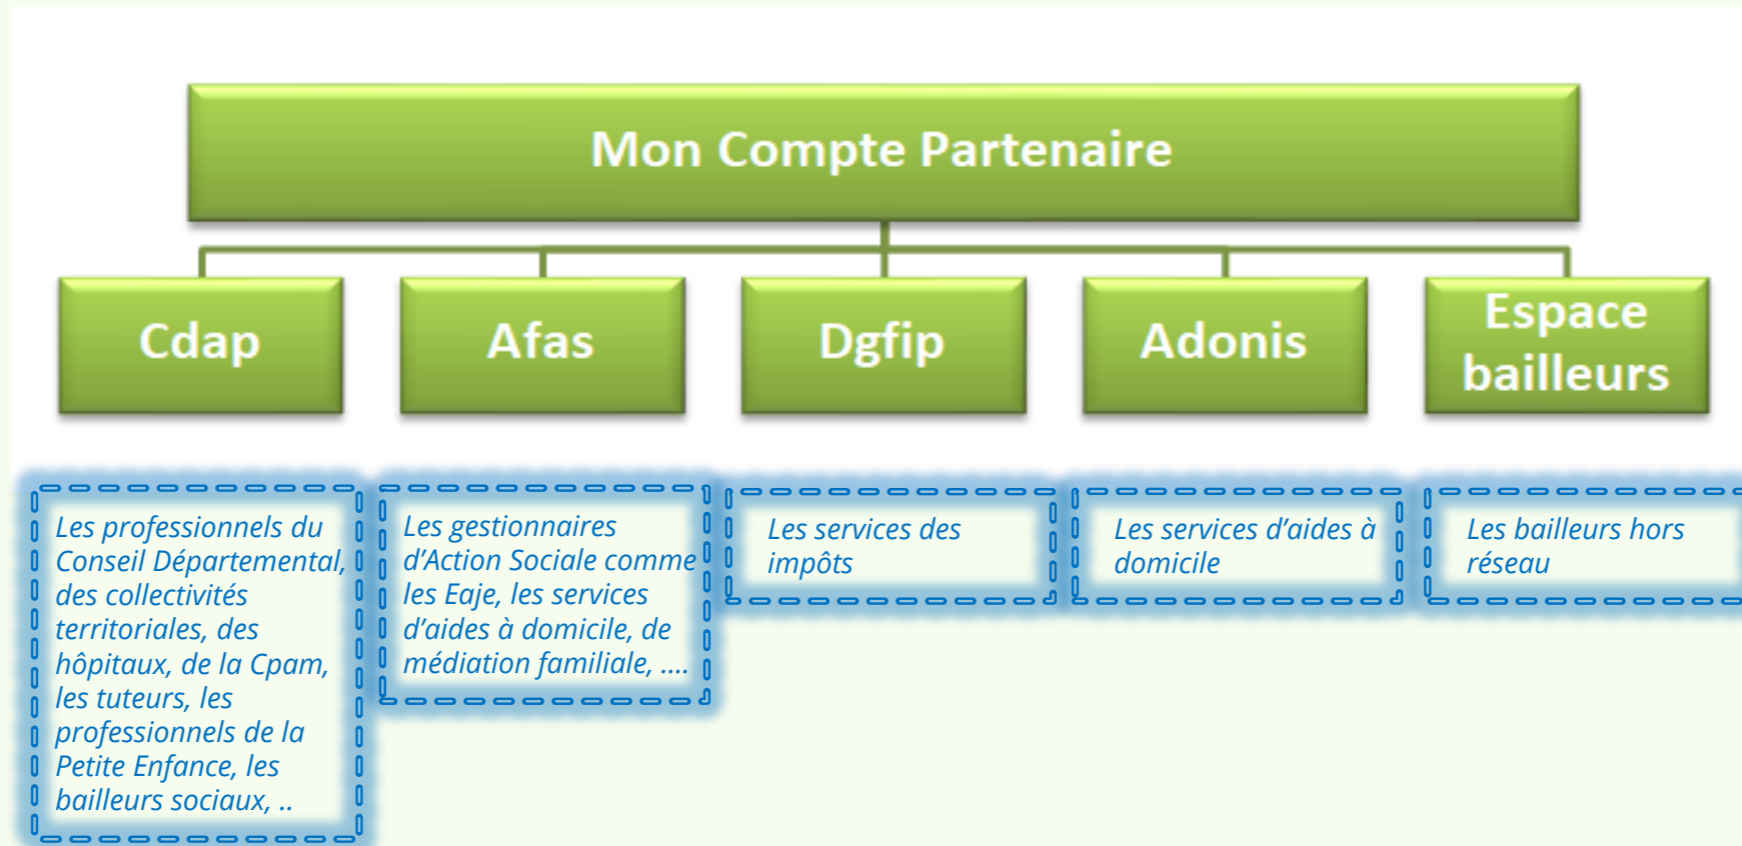 Mon Compte Partenaire
Cdap
Afas
Dgfip
Adonis
Espace
bailleurs
Les professionnels du
Conseil Départemental,
des collectivités
territoriales, des
hôpitaux, de la Cpam,
les tuteurs, les
professionnels de la
Petite Enfance, les
bailleurs sociaux, ..
Les gestionnaires
d’Action Sociale comme
les Eaje, les services
d’aides à domicile, de
médiation familiale, ....
Les services des
impôts
Les services d’aides à
domicile
Les bailleurs hors
réseau